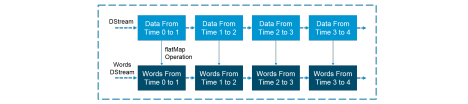 DStream
Data From
Time 0 to 1
Data From
Time 1 to 2
Data From
Time 2 to 3
Data From
Time 3 to 4
flatMap
Operation
Words
DStream
Words From
Time 0 to 1
Words From
Time 1 to 2
Words From
Time 2 to 3
Words From
Time 3 to 4